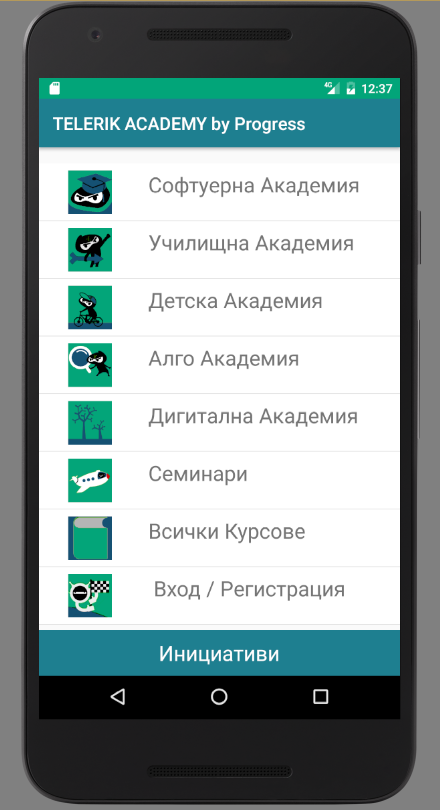 4G 12:37
TELERIK ACADEMY by Progress
Софтуерна Академия
Училищна Академия
Детска Академия
Алго Академия
Дигитална Академия
Семинари
Всички Курсове
Вход / Регистрация
Инициативи